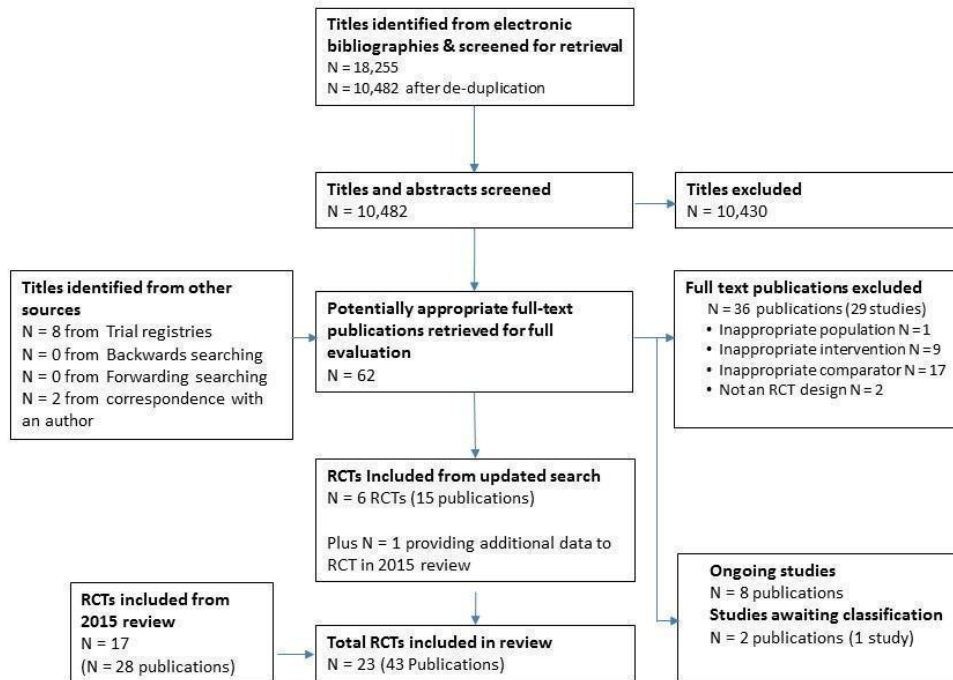 Titles identified from electronic
bibliographies & screened for retrieval
N = 18,255
N = 10,482 after de-duplication
Titles and abstracts screened
N = 10,482
Titles excluded
N = 10,430
Titles identified from other
sources
N = 8 from Trial registries
N = 0 from Backwards searching
N = 0 from Forwarding searching
N = 2 from correspondence with
an author
Potentially appropriate full-text
publications retrieved for full
evaluation
N = 62
Full text publications excluded
N = 36 publications (29 studies)
• Inappropriate population N = 1
• Inappropriate intervention N = 9
• Inappropriate comparator N = 17
• Not an RCT design N = 2
RCTs Included from updated search
N = 6 RCTs (15 publications)
Plus N = 1 providing additional data to
RCT in 2015 review
Ongoing studies
N = 8 publications
Studies awaiting classification
N = 2 publications (1 study)
RCTs included from
2015 review
N = 17
(N = 28 publications)
Total RCTs included in review
N = 23 (43 Publications)